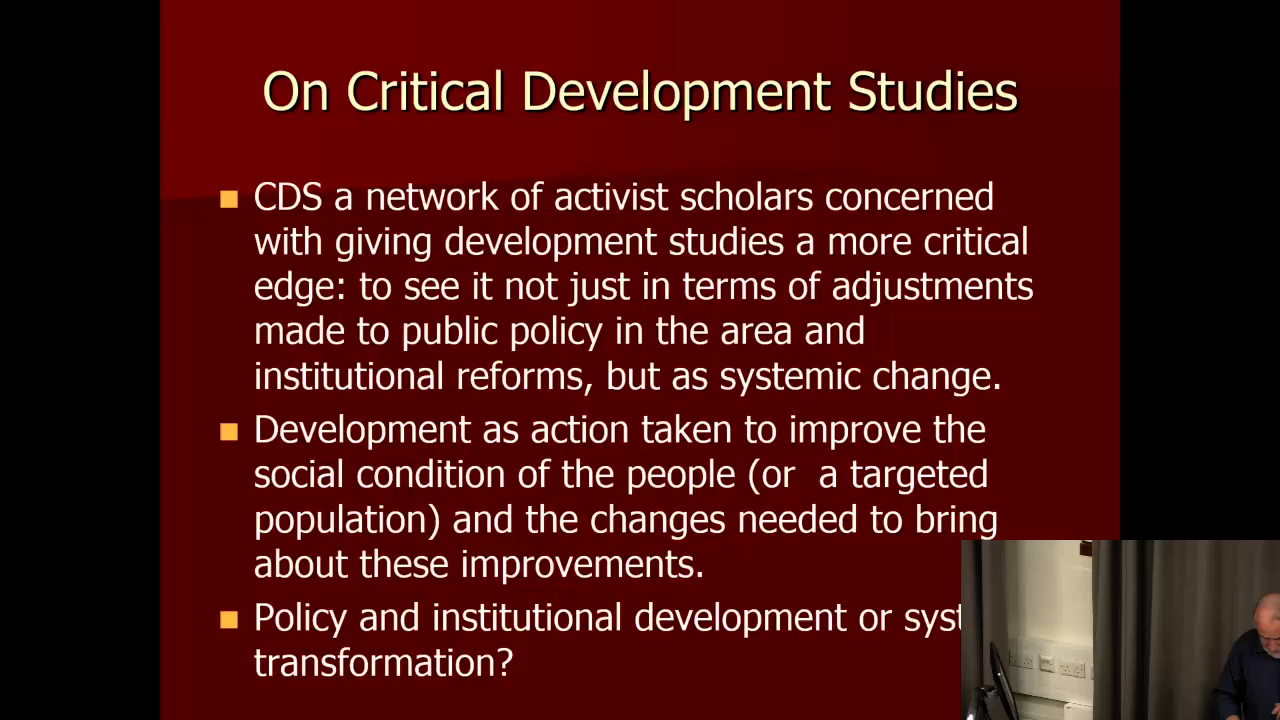 On Critical Development Studies
CDS a network of activist scholars concerned
with giving development studies a more critical
edge: to see it not just in terms of adjustments
made to public policy in the area and
institutional reforms, but as systemic change.
Development as action taken to improve the
social condition of the people (or a targeted
population) and the changes needed to bring
about these improvements.
Policy and institutional development or
transformation?